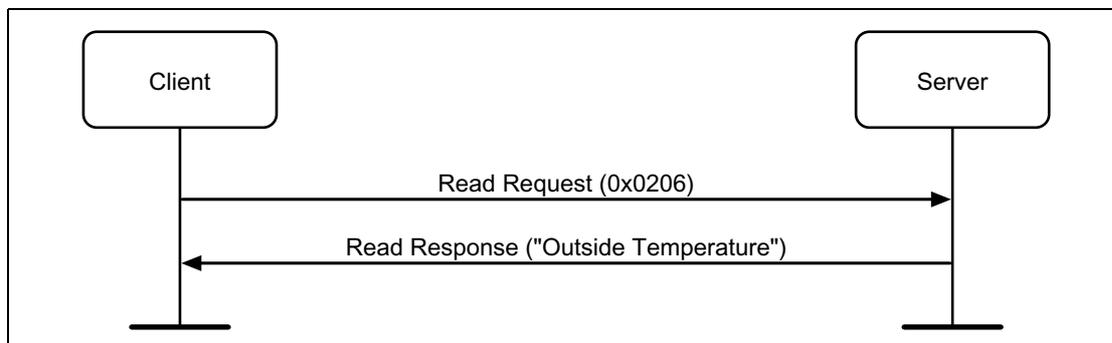 Client
Server
Read Request (0x0206)
Read Response ("Outside Temperature")